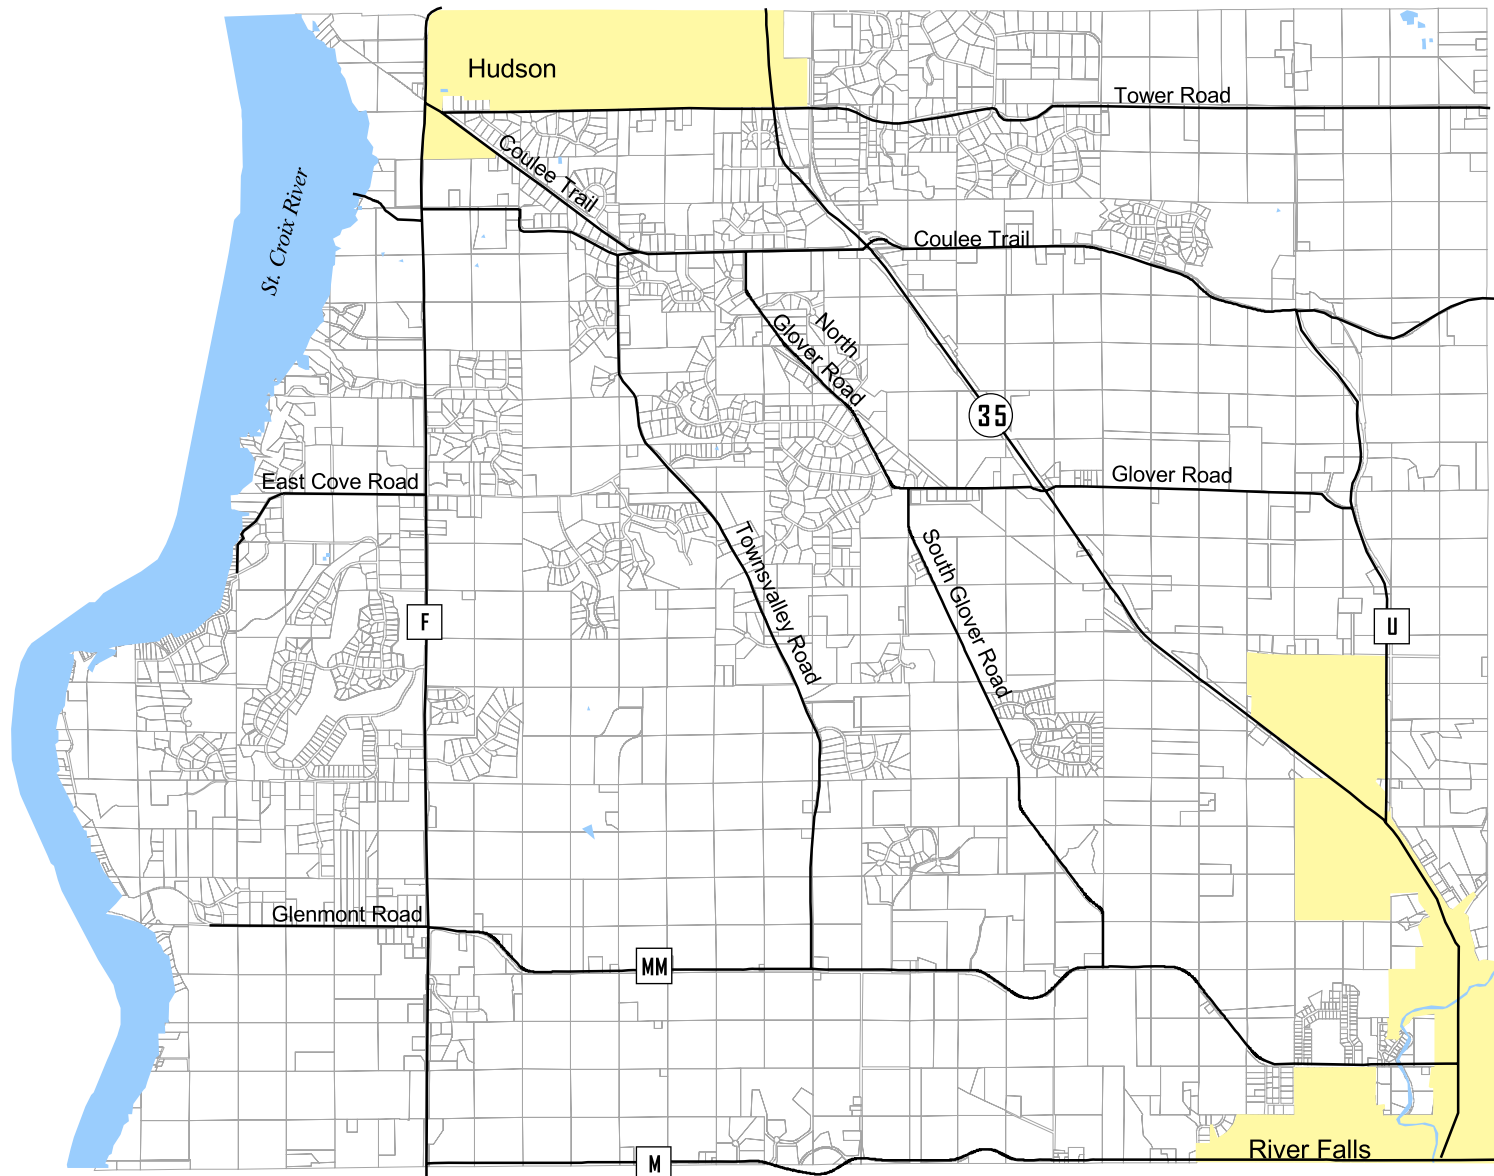 Hudson
Tower Road
Coulee Trail
St. Croix River
Coulee Trail
North
Glover Road
35
East Cove Road
Glover Road
Townsvalley Road
South Glover Road
F
U
Glenmont Road
MM
River Falls
M